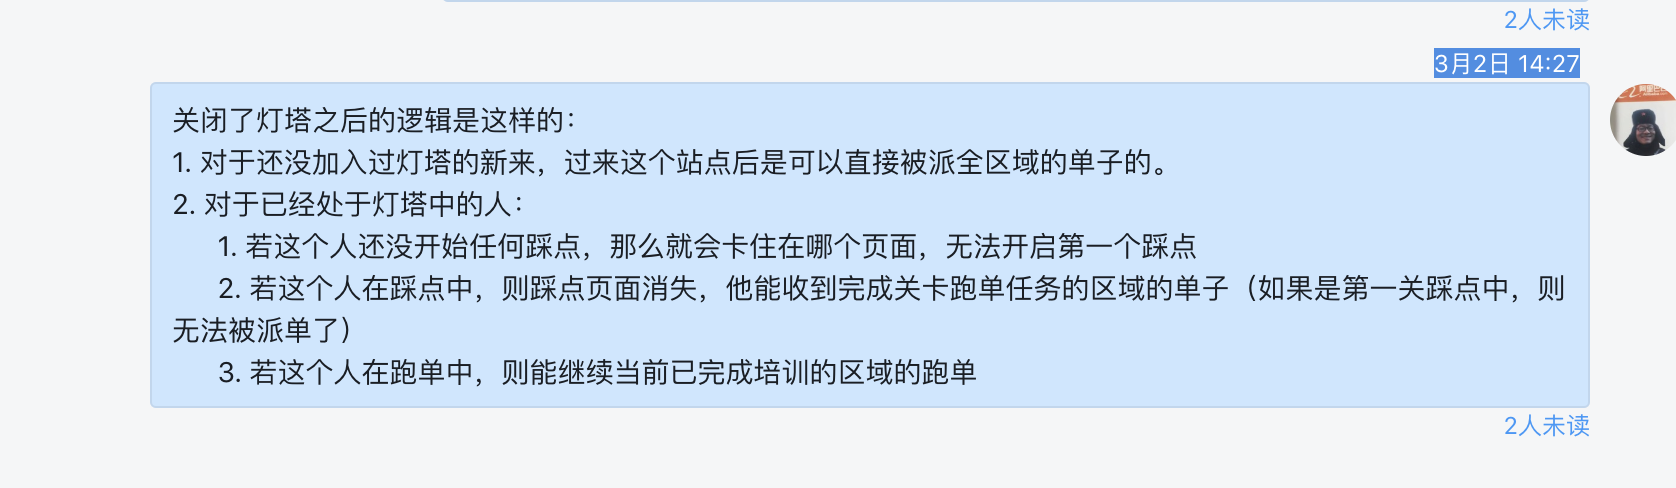 2人未读
3月2日 14:27
关闭了灯塔之后的逻辑是这样的：
1. 对于还没加入过灯塔的新来，过来这个站点后是可以直接被派全区域的单子的。
2. 对于已经处于灯塔中的人：
1. 若这个人还没开始任何踩点，那么就会卡住在哪个页面，无法开启第一个踩点
2. 若这个人在踩点中，则踩点页面消失，他能收到完成关卡跑单任务的区域的单子（如果是第一关踩点中，则
无法被派单了）
3. 若这个人在跑单中，则能继续当前已完成培训的区域的跑单
2人未读